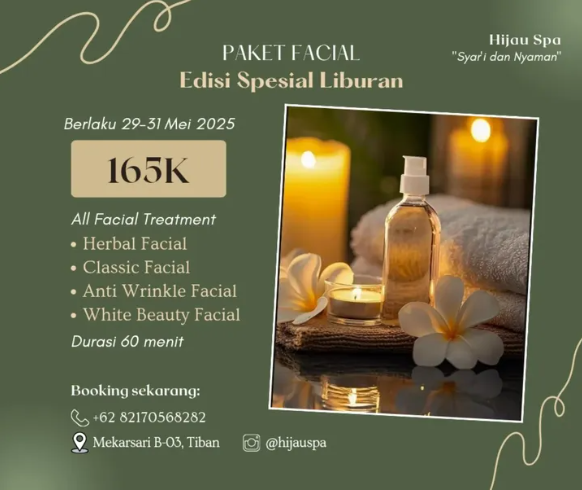 Hijau Spa
"Syar'i dan Nyaman"
PAKET FACIAL
Edisi Spesial Liburan
Berlaku 29-31 Mei 2025
165K
All Facial Treatment
• Herbal Facial
• Classic Facial
• Anti Wrinkle Facial
• White Beauty Facial
Durasi 60 menit
Booking sekarang:
+62 82170568282
Mekarsari B-03, Tiban
@hijauspa